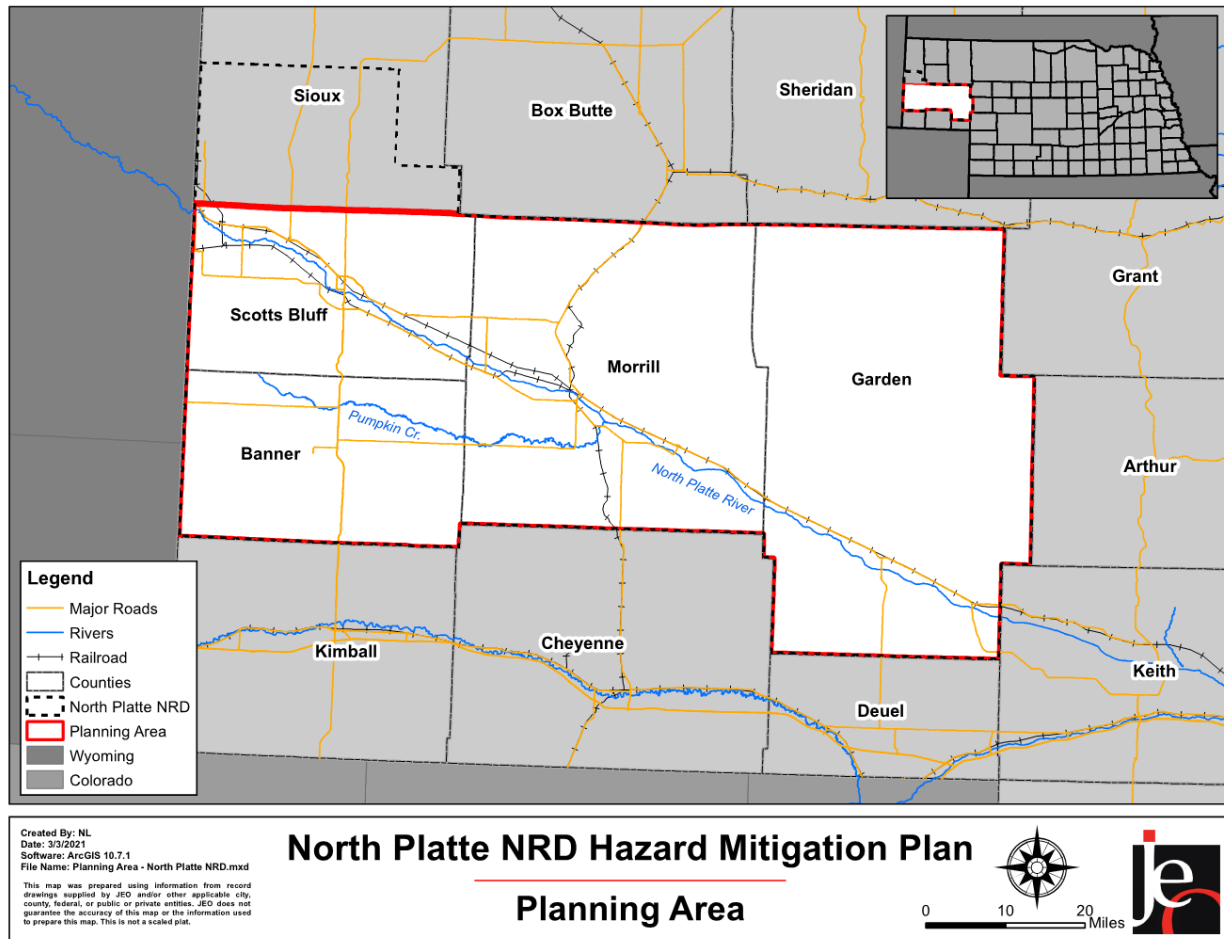 Sioux
Box Butte
Sheridan
Grant
Scotts Bluff
Morrill
Garden
Pumpkin Cr.
Banner
North Platte River
Arthur
Kimball
Cheyenne
Keith
Deuel
Legend
Major Roads
Rivers
Railroad
Counties
North Platte NRD
Planning Area
Wyoming
Colorado
Created By: NL
Date: 3/3/2021
Software: ArcGIS 10.7.1
File Name: Planning Area - North Platte NRD.mxd
This map was prepared using information from record
drawings supplied by JEO and/or other applicable city,
county, federal, or public or private entities. JEO does not
guarantee the accuracy of this map or the information used
to prepare this map. This is not a scaled plat.
North Platte NRD Hazard Mitigation Plan
Planning Area
0 10 20 Miles
jeo